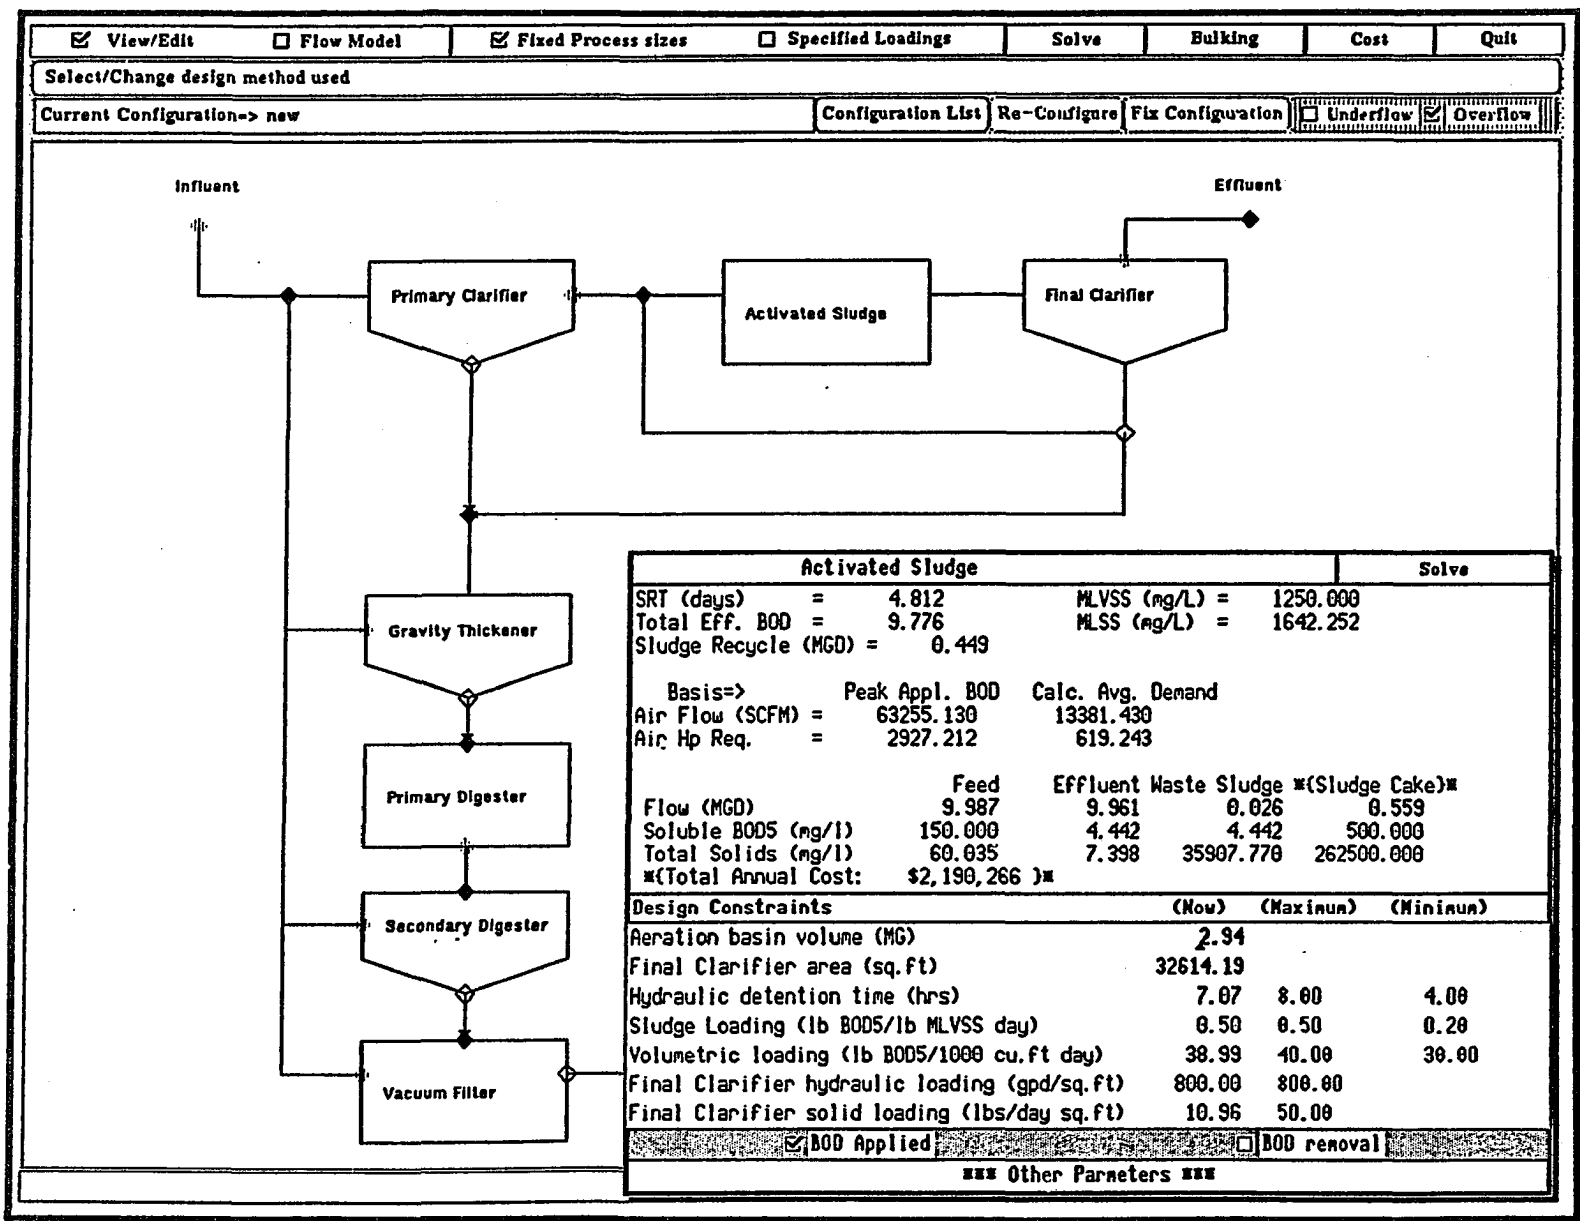 View/Edit Flow Model Fixed Process sizes Specified Loadings Solve Bulking Cost Quit
Select/Change design method used
Current Configuration=> new Configuration List Re-Configure Fix Configuration Underflow Overflow
Influent Effluent
Primary Clarifier
Activated Sludge
Final Clarifier
Gravity Thickener
Primary Digester
Secondary Digester
Vacuum Filter
Activated Sludge Solve
SRT (days) = 4.812 MLVSS (mg/L) = 1250.000
Total Eff. BOD = 9.776 MLSS (mg/L) = 1642.252
Sludge Recycle (MGD) = 0.449
Basis=> Peak Appl. BOD Calc. Avg. Demand
Air Flow (SCFM) = 63255.130 13381.430
Air Hp Req. = 2927.212 619.243
Feed Effluent Waste Sludge *(Sludge Cake)*
Flow (MGD) 9.987 9.961 0.026 0.559
Soluble BOD5 (mg/l) 150.000 4.442 4.442 500.000
Total Solids (mg/l) 60.035 7.398 35907.770 262500.000
*(Total Annual Cost: $2,190,266 )*
Design Constraints (Now) (Maximum) (Minimum)
Aeration basin volume (MG) 2.94
Final Clarifier area (sq.ft) 32614.19
Hydraulic detention time (hrs) 7.07 8.00 4.00
Sludge Loading (lb BOD5/lb MLVSS day) 0.50 0.50 0.20
Volumetric loading (lb BOD5/1000 cu.ft day) 38.99 40.00 30.00
Final Clarifier hydraulic loading (gpd/sq.ft) 800.00 800.00
Final Clarifier solid loading (lbs/day sq.ft) 10.96 50.00
BOD Applied BOD removal
*** Other Parmeters ***